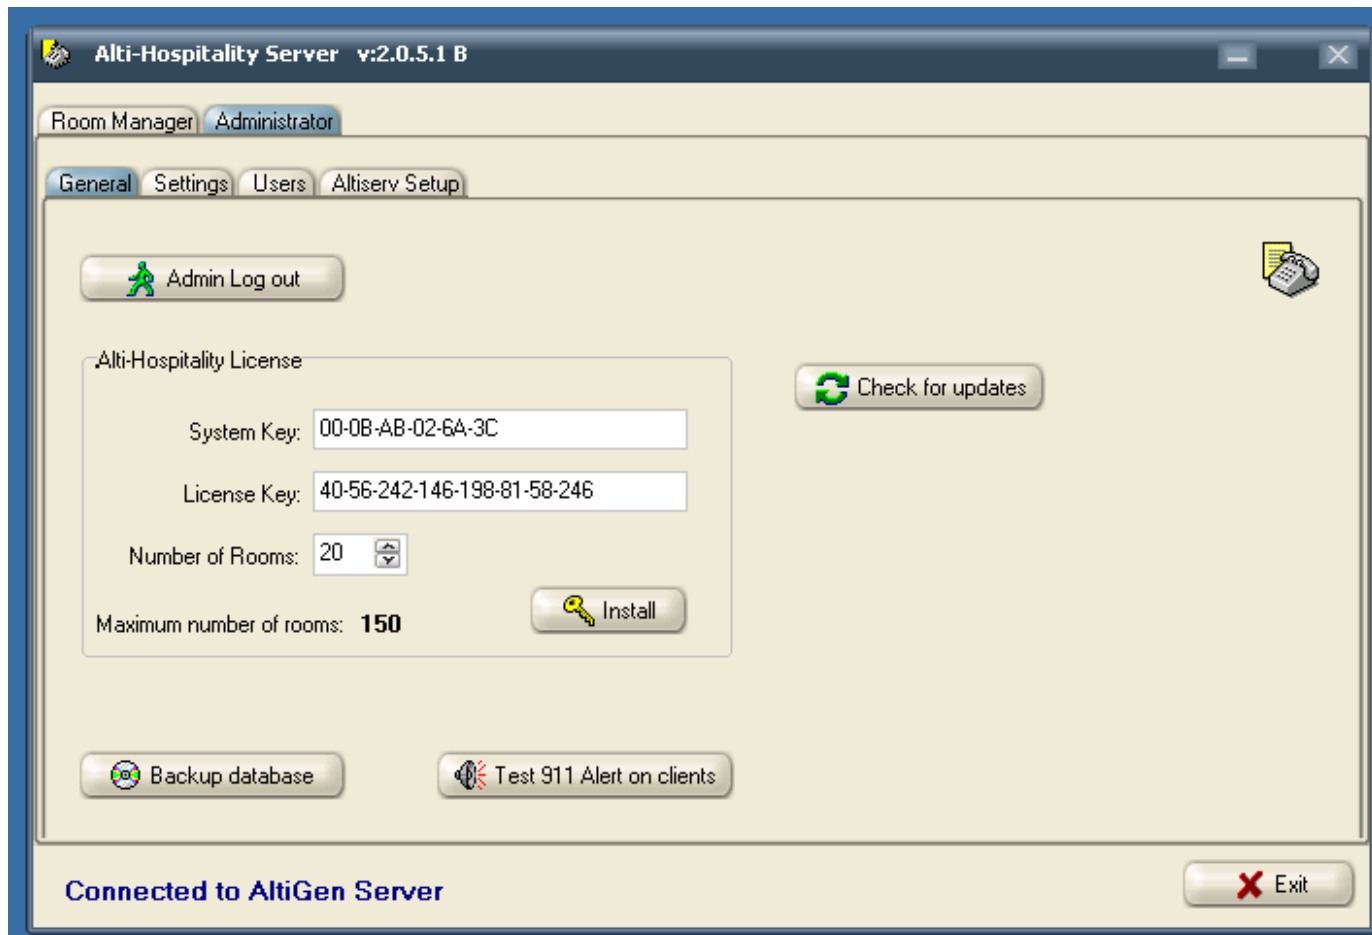 Alti-Hospitality Server v:2.0.5.1 B
Room Manager Administrator
General Settings Users Altiserv Setup
Admin Log out
Alti-Hospitality License
Check for updates
System Key: 00-0B-AB-02-6A-3C
License Key: 40-56-242-146-198-81-58-246
Number of Rooms: 20
Install
Maximum number of rooms: 150
Backup database Test 911 Alert on clients
Connected to AltiGen Server Exit